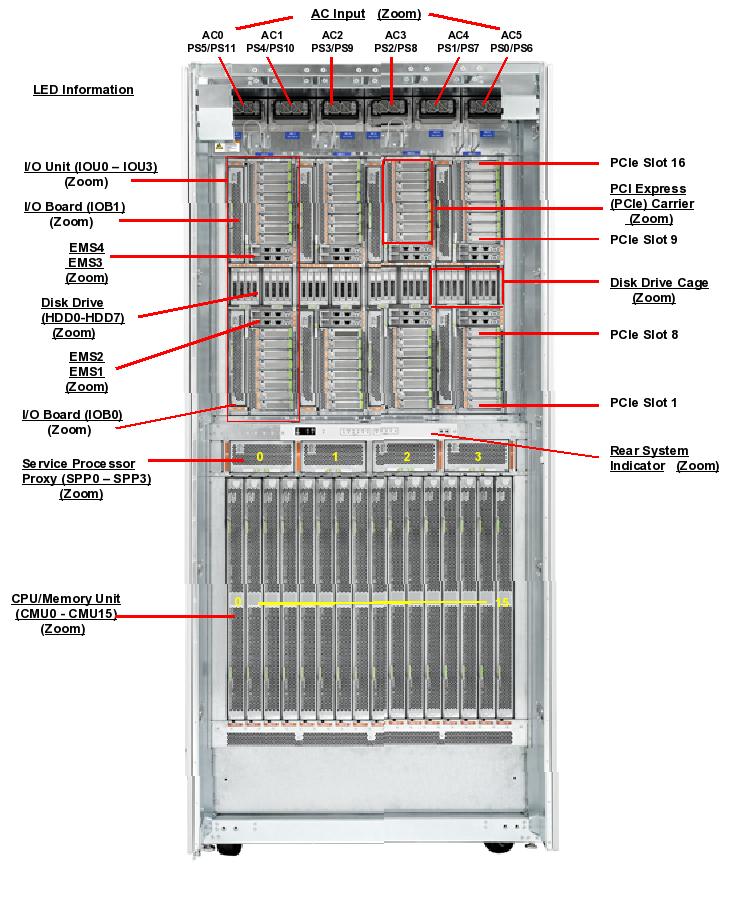 AC Input (Zoom)
AC0 AC1 AC2 AC3 AC4 AC5
PS5/PS11 PS4/PS10 PS3/PS9 PS2/PS8 PS1/PS7 PS0/PS6
LED Information
I/O Unit (IOU0 – IOU3)
(Zoom)
I/O Board (IOB1)
(Zoom)
EMS4
EMS3
(Zoom)
Disk Drive
(HDD0-HDD7)
(Zoom)
EMS2
EMS1
(Zoom)
I/O Board (IOB0)
(Zoom)
Service Processor
Proxy (SPP0 – SPP3)
(Zoom)
CPU/Memory Unit
(CMU0 - CMU15)
(Zoom)
PCIe Slot 16
PCI Express
(PCIe) Carrier
(Zoom)
PCIe Slot 9
Disk Drive Cage
(Zoom)
PCIe Slot 8
PCIe Slot 1
Rear System
Indicator (Zoom)
0 1 2 3
0 15